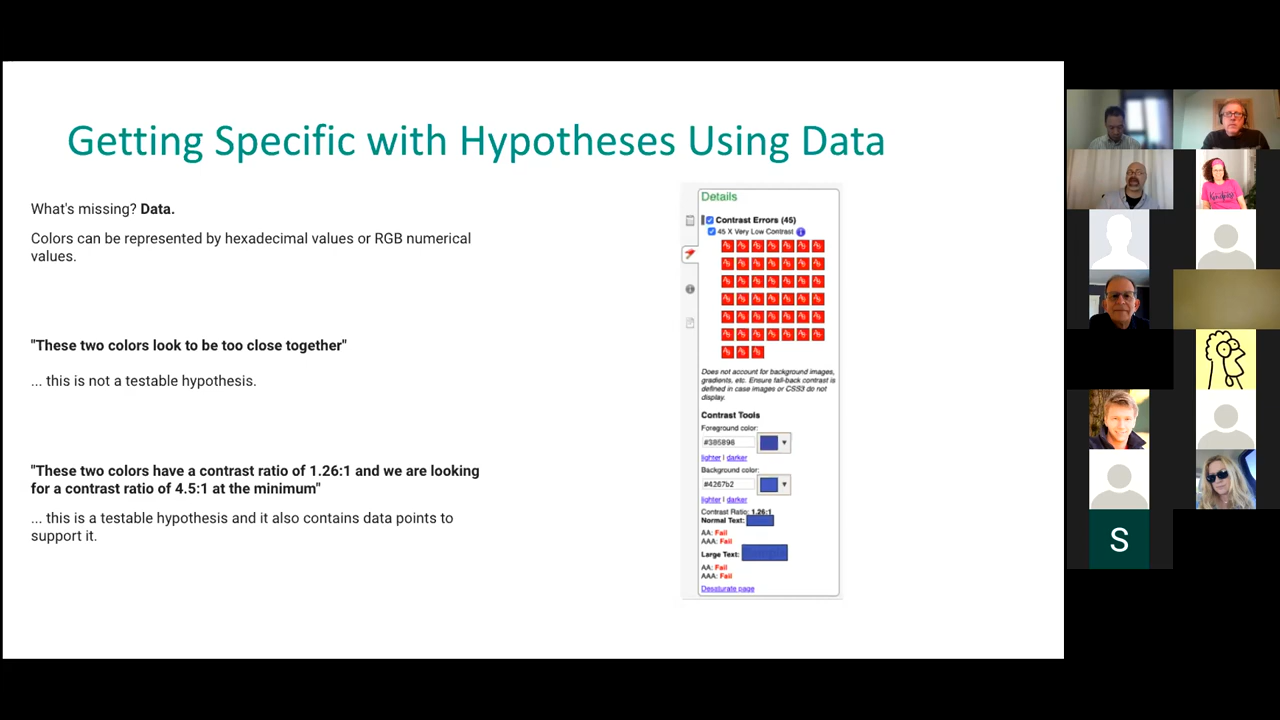 Getting Specific with Hypotheses Using Data
What's missing? Data.
Colors can be represented by hexadecimal values or RGB numerical
values.
"These two colors look to be too close together"
... this is not a testable hypothesis.
"These two colors have a contrast ratio of 1.26:1 and we are looking
for a contrast ratio of 4.5:1 at the minimum"
... this is a testable hypothesis and it also contains data points to
support it.
Details
Contrast Errors (45)
45 X Very Low Contrast
Does not account for background images,
gradients, etc. Ensure fall-back contrast is
defined in case images or CSS3 do not
display.
Contrast Tools
Foreground color:
#385898
lighter | darker
Background color:
#4267b2
lighter | darker
Contrast Ratio: 1.26:1
Normal Text:
AA: Fail
AAA: Fail
Large Text:
AA: Fail
AAA: Fail
Desaturate page
S